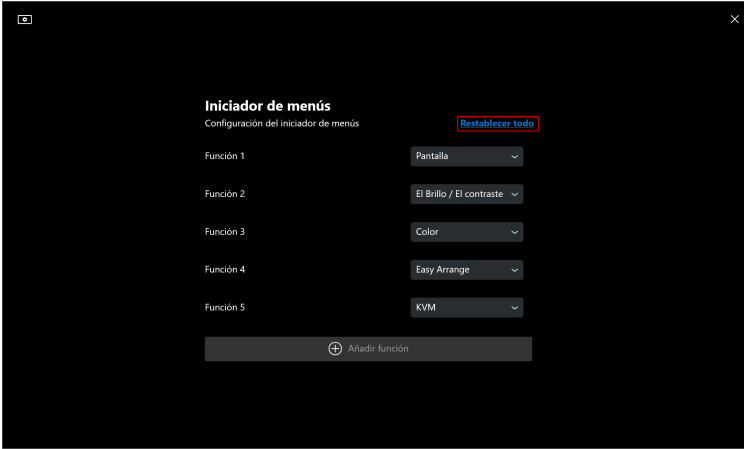 Iniciador de menús
Configuración del iniciador de menús
Restablecer todo
Función 1
Pantalla
Función 2
El Brillo / El contraste
Función 3
Color
Función 4
Easy Arrange
Función 5
KVM
Añadir función